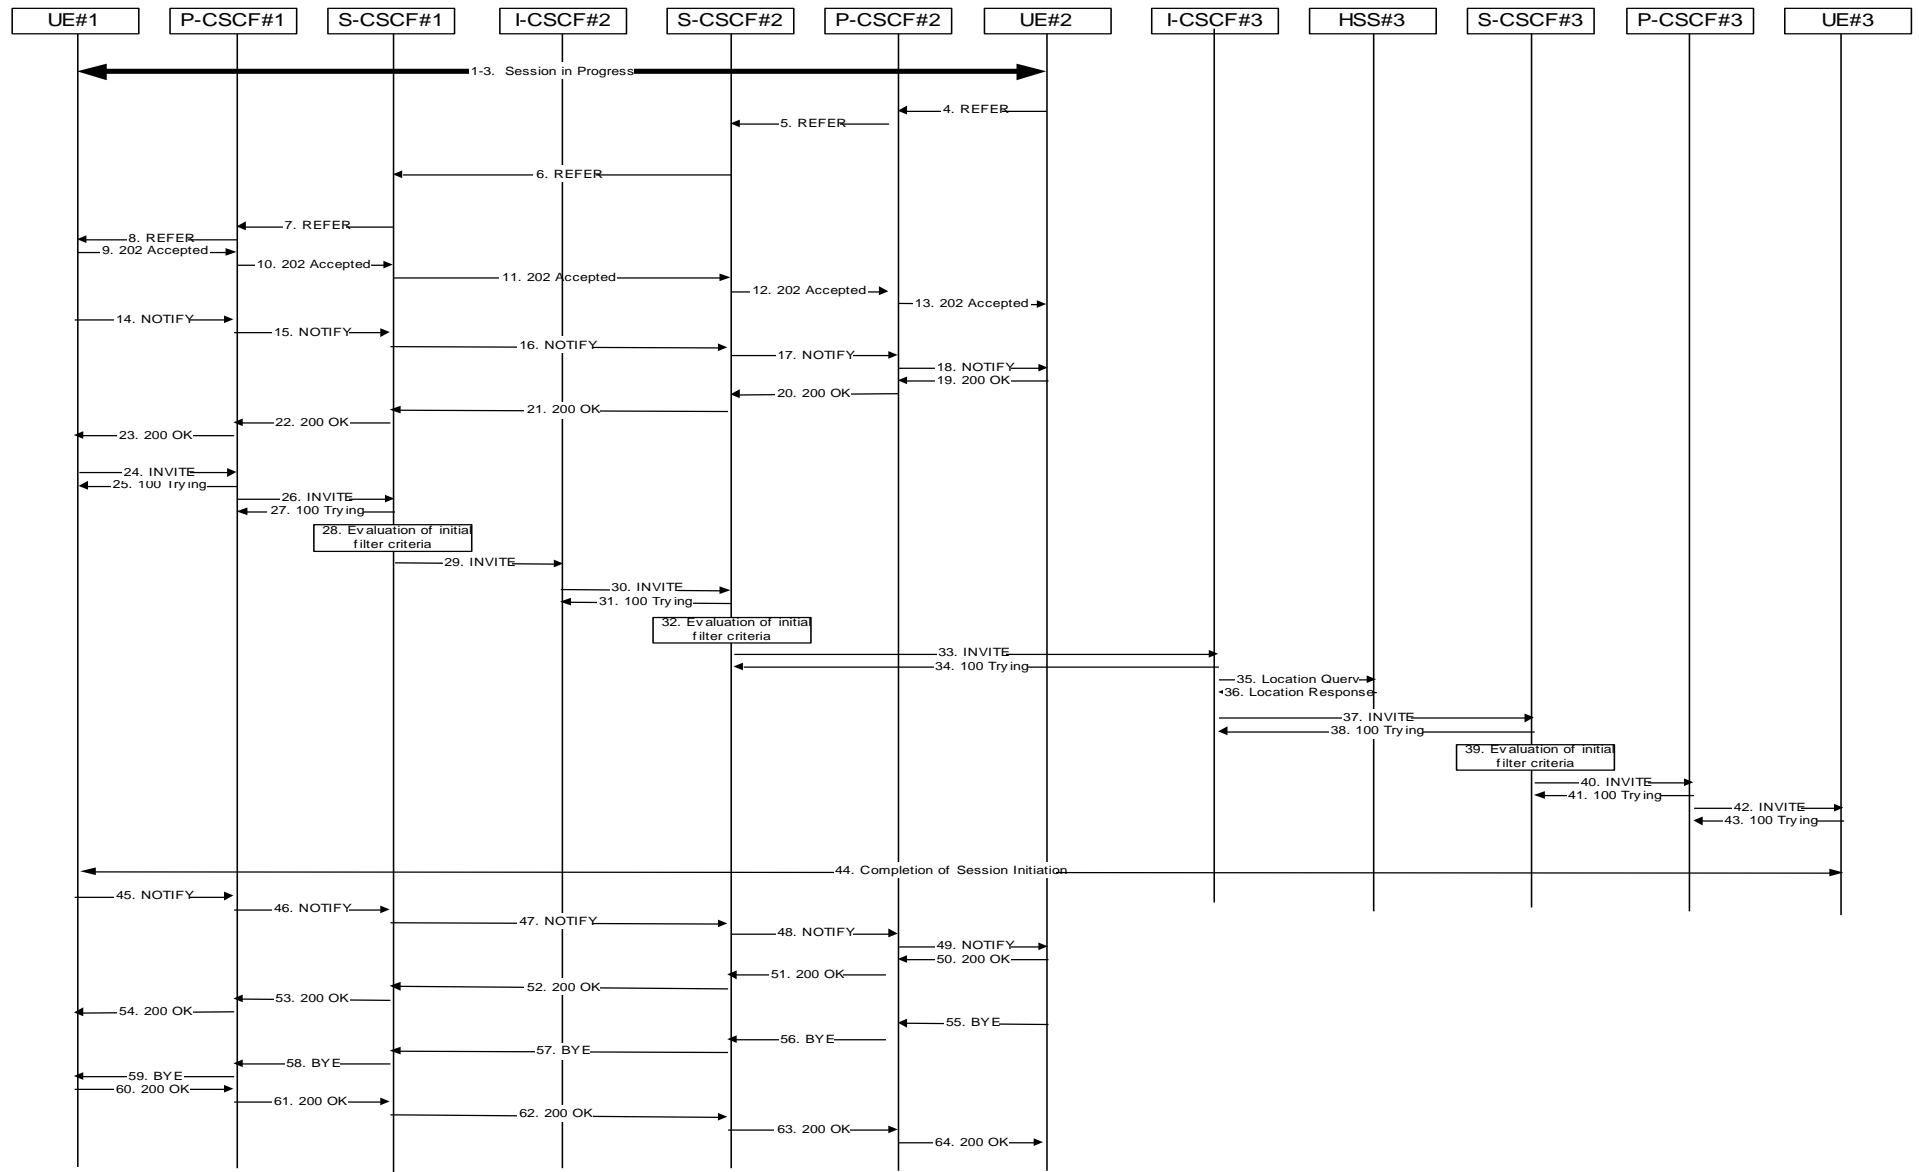 UE#1
P-CSCF#1
S-CSCF#1
I-CSCF#2
S-CSCF#2
P-CSCF#2
UE#2
I-CSCF#3
HSS#3
S-CSCF#3
P-CSCF#3
UE#3
1-3. Session in Progress
4. REFER
5. REFER
6. REFER
7. REFER
8. REFER
9. 202 Accepted
10. 202 Accepted
11. 202 Accepted
12. 202 Accepted
13. 202 Accepted
14. NOTIFY
15. NOTIFY
16. NOTIFY
17. NOTIFY
18. NOTIFY
19. 200 OK
20. 200 OK
21. 200 OK
22. 200 OK
23. 200 OK
24. INVITE
25. 100 Trying
26. INVITE
27. 100 Trying
28. Evaluation of initial
filter criteria
29. INVITE
30. INVITE
31. 100 Trying
32. Evaluation of initial
filter criteria
33. INVITE
34. 100 Trying
35. Location Query
36. Location Response
37. INVITE
38. 100 Trying
39. Evaluation of initial
filter criteria
40. INVITE
41. 100 Trying
42. INVITE
43. 100 Trying
44. Completion of Session Initiation
45. NOTIFY
46. NOTIFY
47. NOTIFY
48. NOTIFY
49. NOTIFY
50. 200 OK
51. 200 OK
52. 200 OK
53. 200 OK
54. 200 OK
55. BYE
56. BYE
57. BYE
58. BYE
59. BYE
60. 200 OK
61. 200 OK
62. 200 OK
63. 200 OK
64. 200 OK